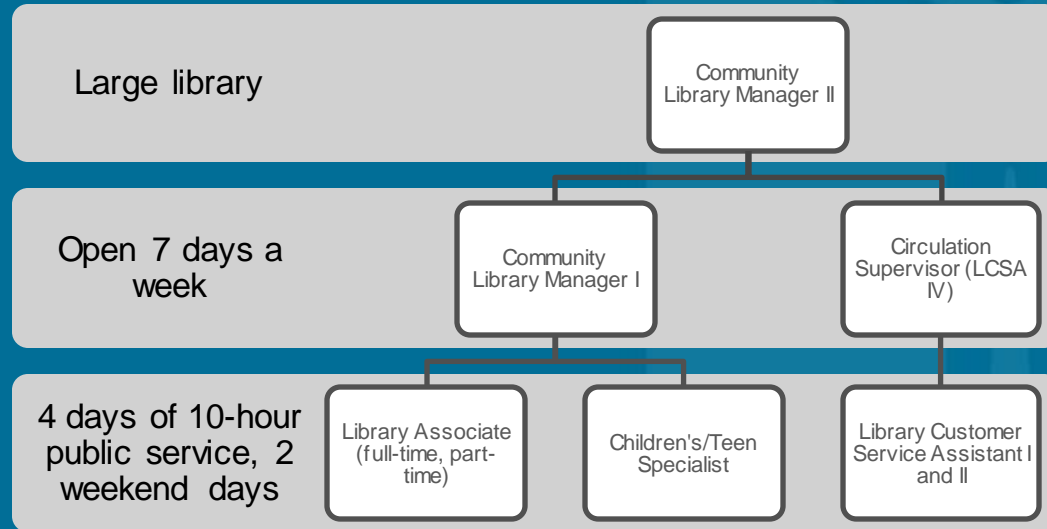 Large library
Community
Library Manager II
Open 7 days a
week
Community
Library Manager I
Circulation
Supervisor (LCSA
IV)
4 days of 10-hour
public service, 2
weekend days
Library Associate
(full-time, part-
time)
Children's/Teen
Specialist
Library Customer
Service Assistant I
and II